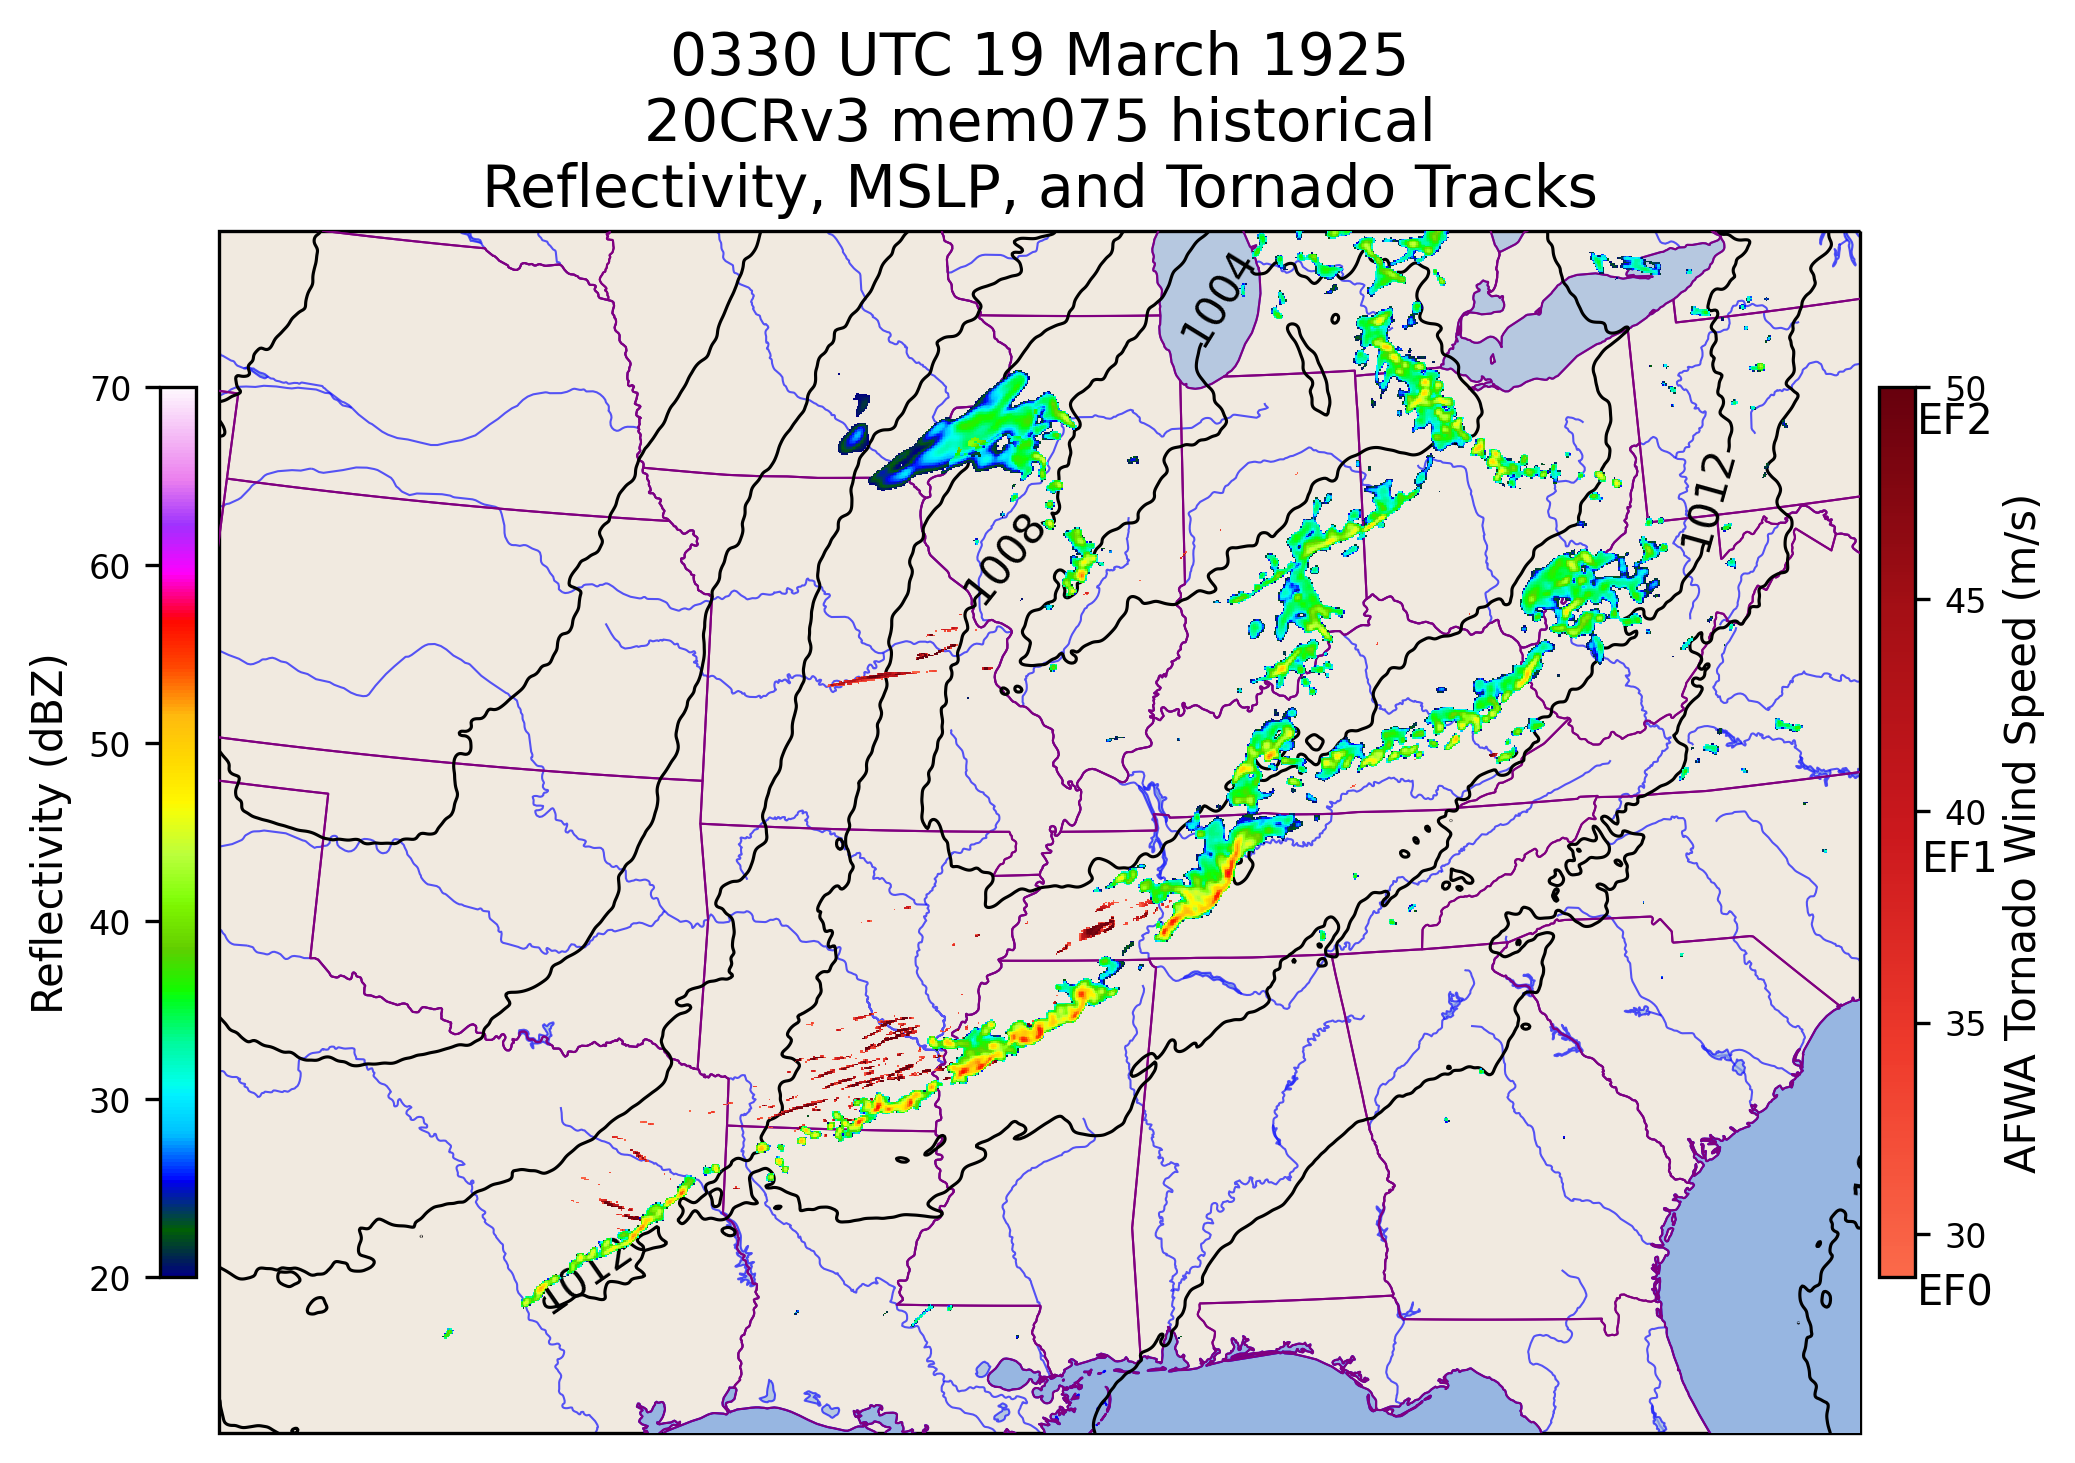 0330 UTC 19 March 1925
20CRv3 mem075 historical
Reflectivity, MSLP, and Tornado Tracks
Reflectivity (dBZ)
70
60
50
40
30
20
1004
1008
1012
1012
50
EF2
45
40
EF1
35
30
EF0
AFWA Tornado Wind Speed (m/s)